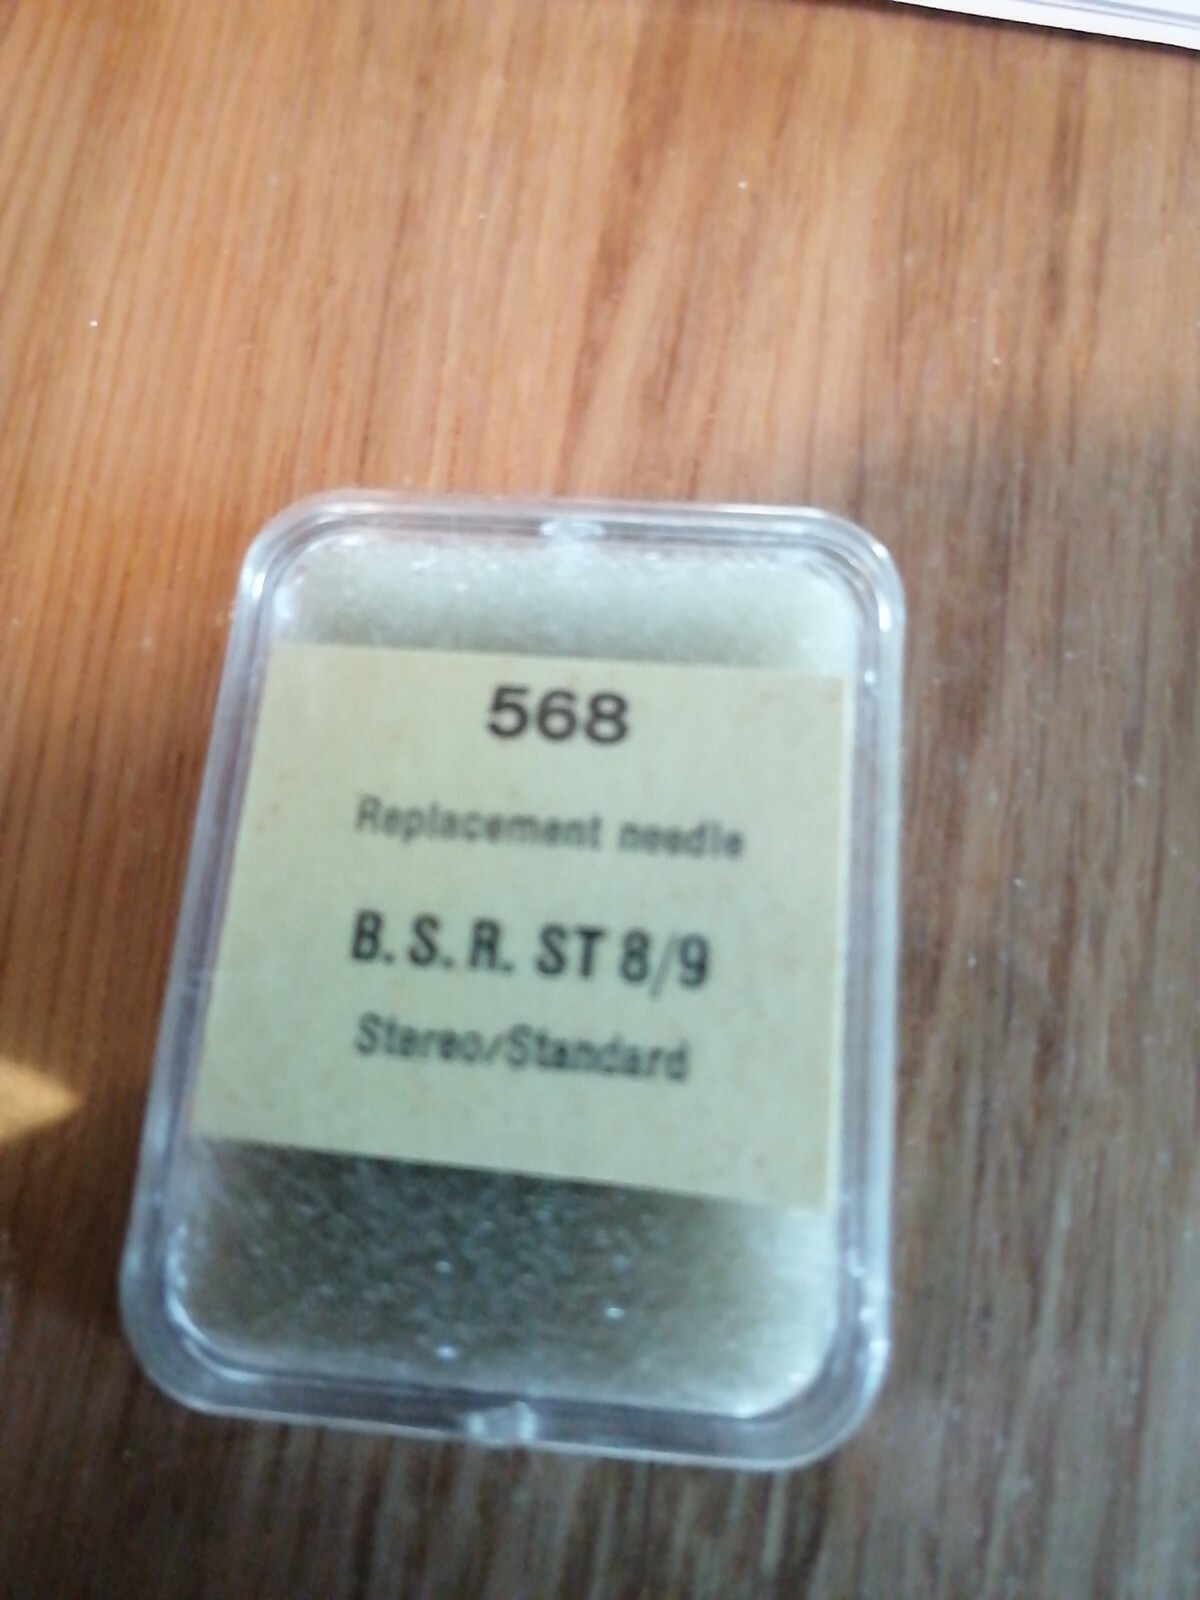 568
Replacement needle
B.S.R. ST 8/9
Stereo/Standard